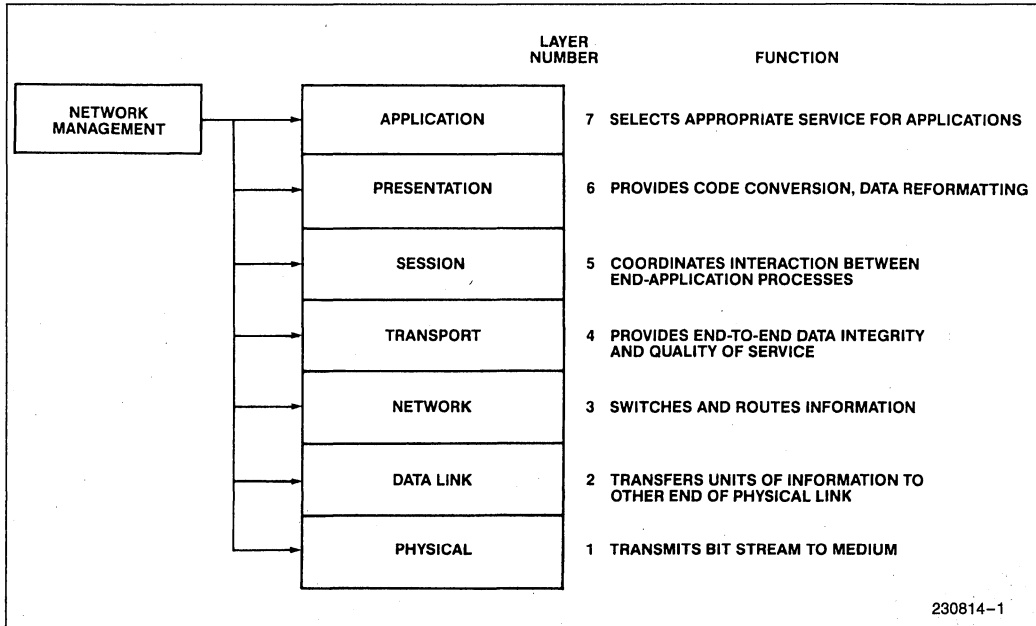 LAYER
NUMBER
FUNCTION
NETWORK
MANAGEMENT
APPLICATION
7 SELECTS APPROPRIATE SERVICE FOR APPLICATIONS
PRESENTATION
6 PROVIDES CODE CONVERSION, DATA REFORMATTING
SESSION
5 COORDINATES INTERACTION BETWEEN
END-APPLICATION PROCESSES
TRANSPORT
4 PROVIDES END-TO-END DATA INTEGRITY
AND QUALITY OF SERVICE
NETWORK
3 SWITCHES AND ROUTES INFORMATION
DATA LINK
2 TRANSFERS UNITS OF INFORMATION TO
OTHER END OF PHYSICAL LINK
PHYSICAL
1 TRANSMITS BIT STREAM TO MEDIUM
230814–1